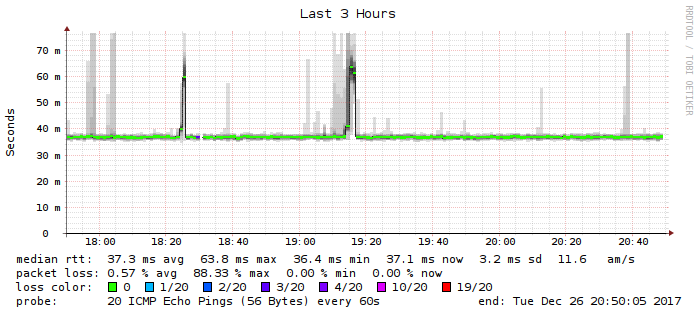 Last 3 Hours
RRDTOOL / TOBI OETIKER
Seconds
70 m
60 m
50 m
40 m
30 m
20 m
10 m
0
18:00 18:20 18:40 19:00 19:20 19:40 20:00 20:20 20:40
median rtt: 37.3 ms avg 63.8 ms max 36.4 ms min 37.1 ms now 3.2 ms sd 11.6 am/s
packet loss: 0.57 % avg 88.33 % max 0.00 % min 0.00 % now
loss color: 0 1/20 2/20 3/20 4/20 10/20 19/20
probe: 20 ICMP Echo Pings (56 Bytes) every 60s end: Tue Dec 26 20:50:05 2017